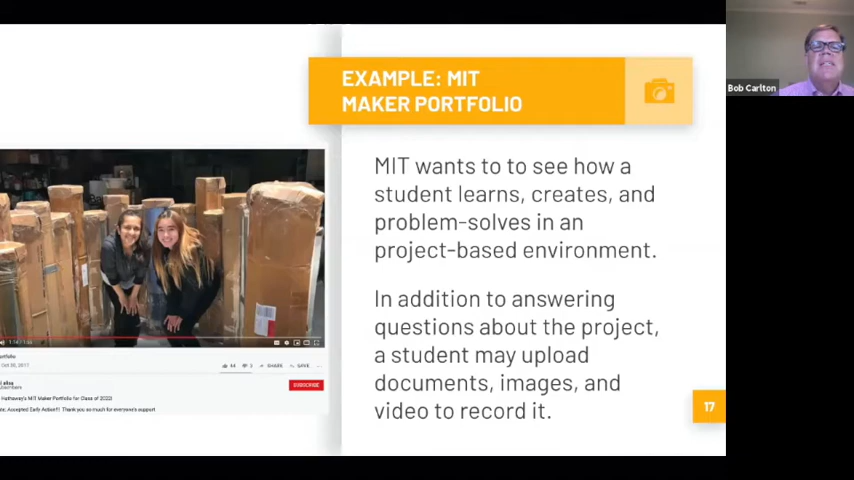 EXAMPLE: MIT
MAKER PORTFOLIO
Bob Carlton
MIT wants to to see how a
student learns, creates, and
problem-solves in an
project-based environment.
In addition to answering
questions about the project,
a student may upload
documents, images, and
video to record it.
17
SHARE
SAVE
SUBSCRIBE
Hathaway's MIT Maker Portfolio for Class of 2022!
Accepted Early Action!!! Thank you so much for everyone's support